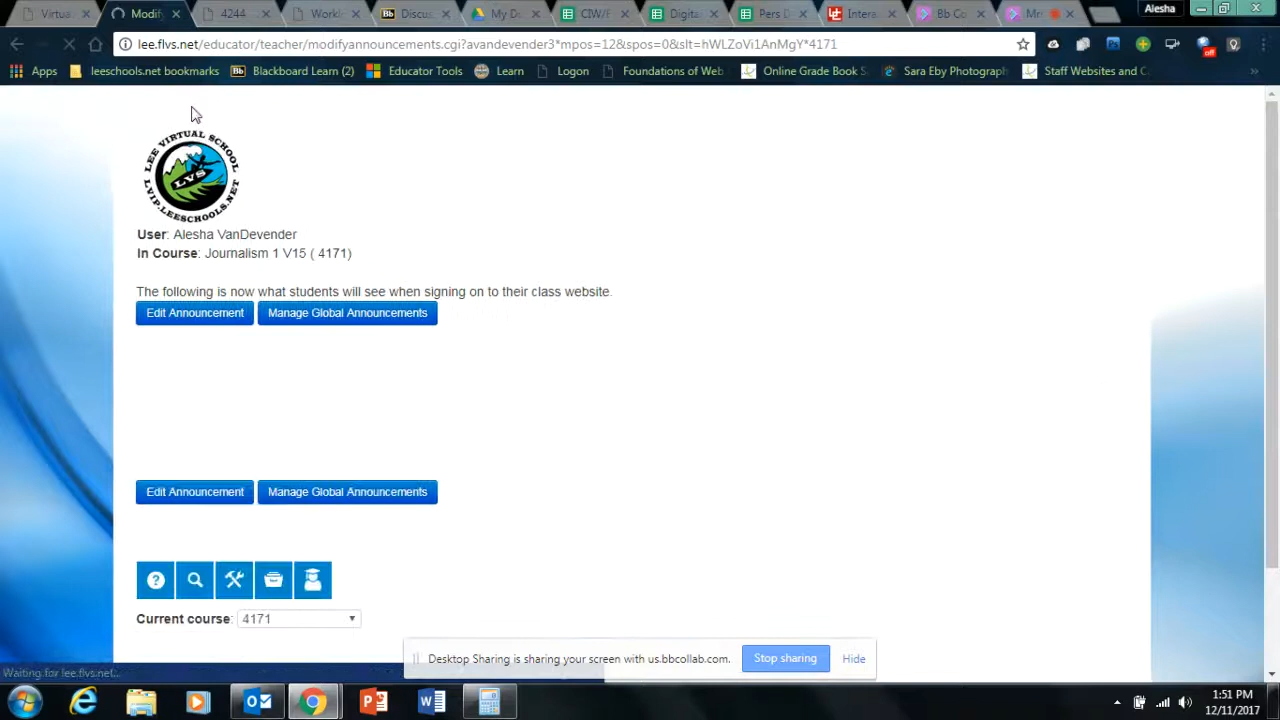 Virtua
Modify
4244
Workl
Discus
My D
CIW/F
Digita
Pers D
Intera
Bb Co
Alesha
lee.flvs.net/educator/teacher/modifyannouncements.cgi?avandevender3*mpos=12&spos=0&slt=hWLZoVi1AnMgY*4171
off
Apps
leeschools.net bookmarks
Bb Blackboard Learn (2)
Educator Tools
Learn
Logon
Foundations of Web
Online Grade Book S
Sara Eby Photograph
Staff Websites and C
»
LEE VIRTUAL SCHOOL
LVS
LVIP.LEESCHOOLS.NET
User: Alesha VanDevender
In Course: Journalism 1 V15 ( 4171)
The following is now what students will see when signing on to their class website.
Edit Announcement Manage Global Announcements
Edit Announcement Manage Global Announcements
Current course: 4171
Desktop Sharing is sharing your screen with us.bbcollab.com. Stop sharing Hide
Waiting for lee.flvs.net...
1:51 PM
12/11/2017